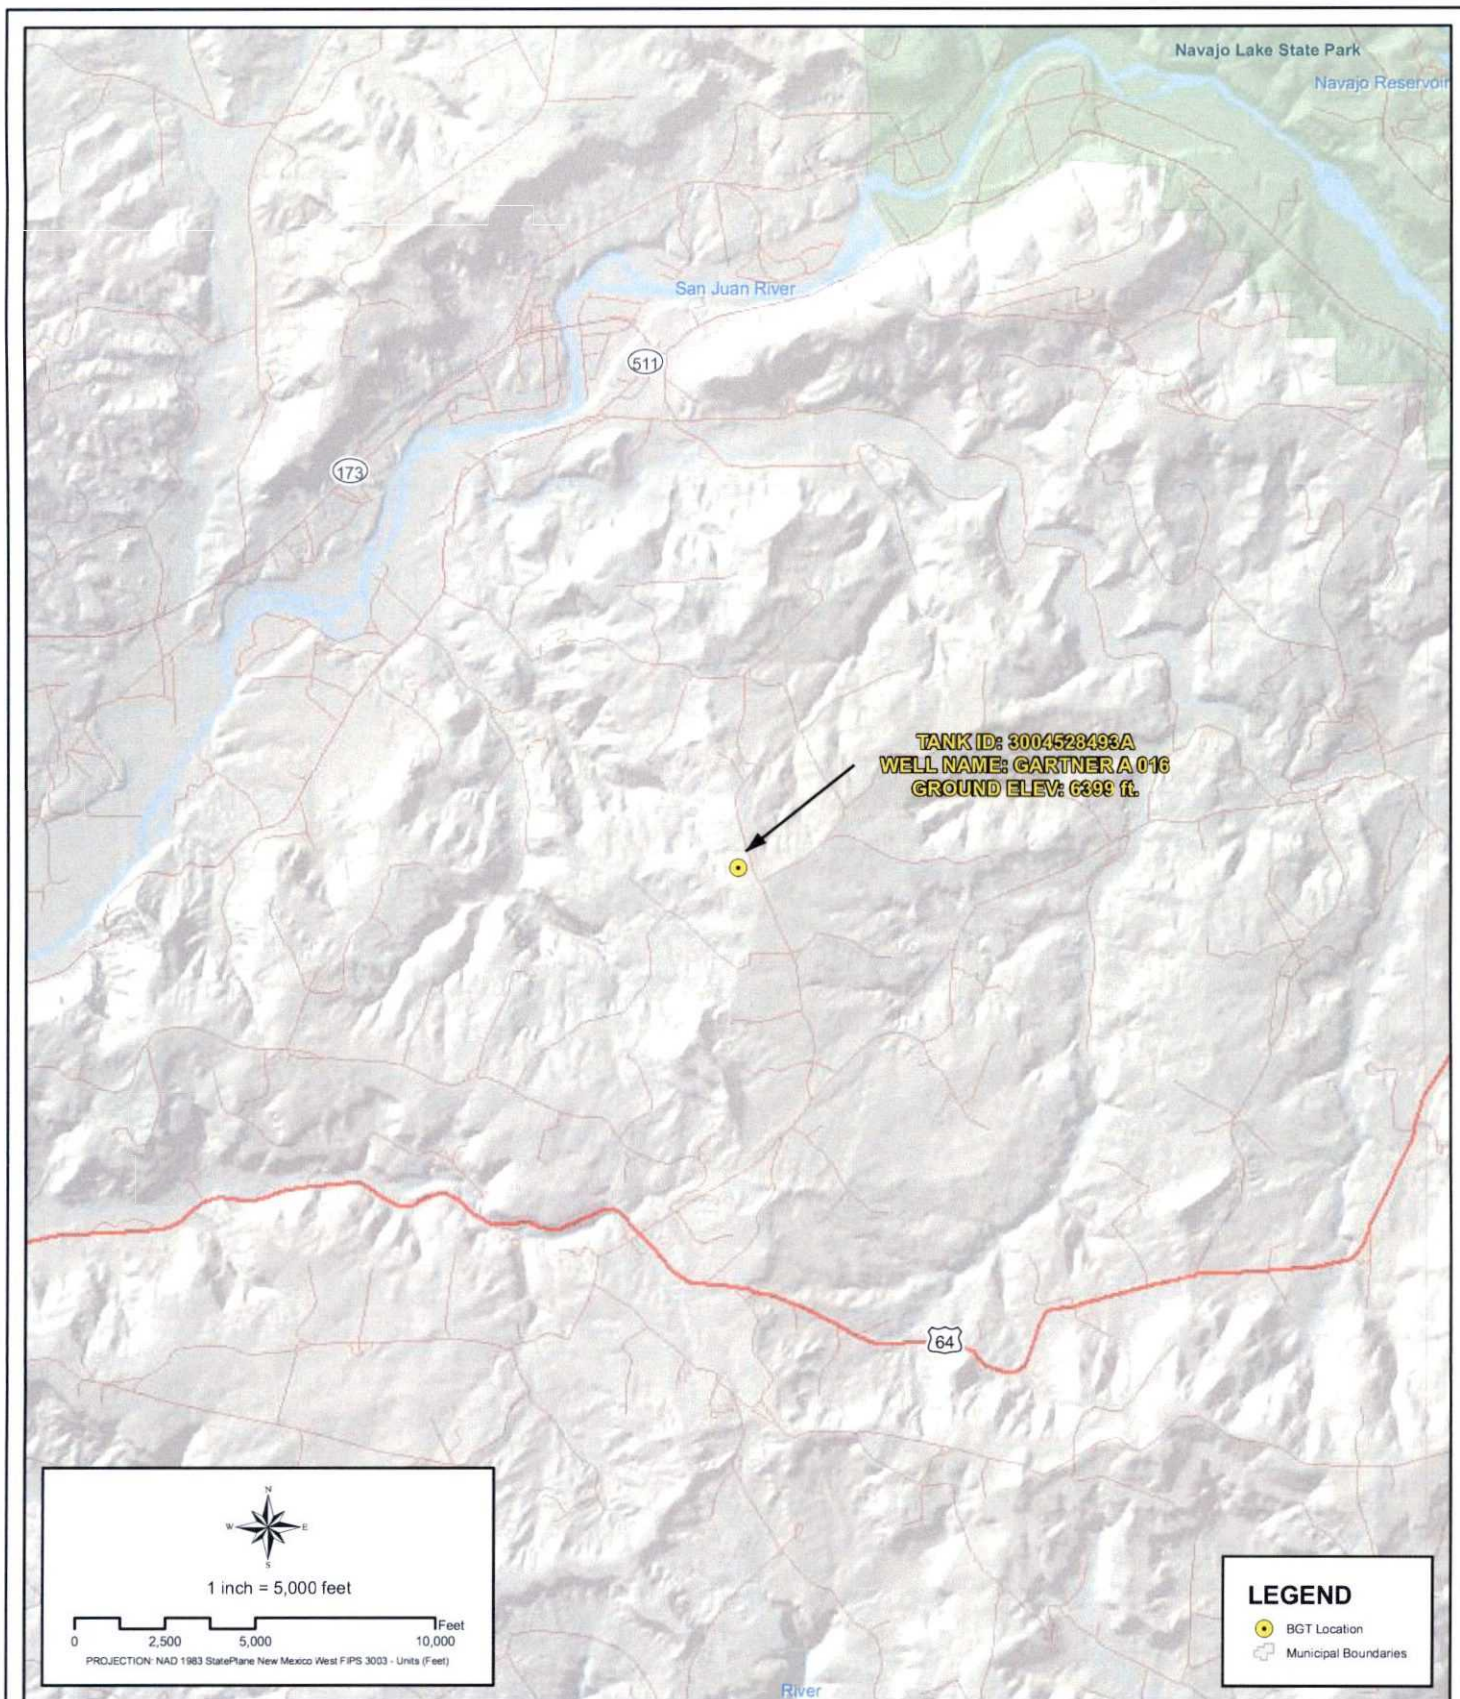 Navajo Lake State Park
Navajo Reservoir
San Juan River
511
173
TANK ID: 3004528493A
WELL NAME: GARTNER A 016
GROUND ELEV: 6399 ft.
64
N
W E
S
1 inch = 5,000 feet
Feet
0 2,500 5,000 10,000
PROJECTION: NAD 1983 StatePlane New Mexico West FIPS 3003 - Units (Feet)
LEGEND
BGT Location
Municipal Boundaries
River